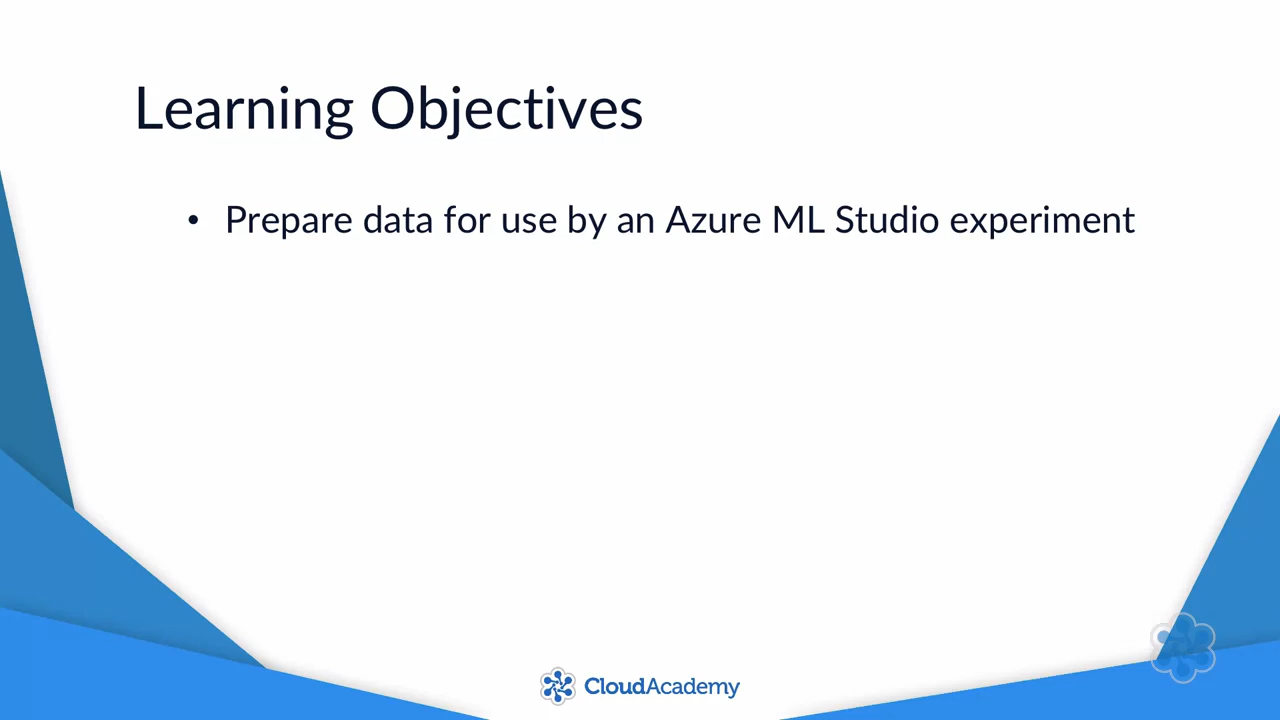 Learning Objectives
• Prepare data for use by an Azure ML Studio experiment
CloudAcademy